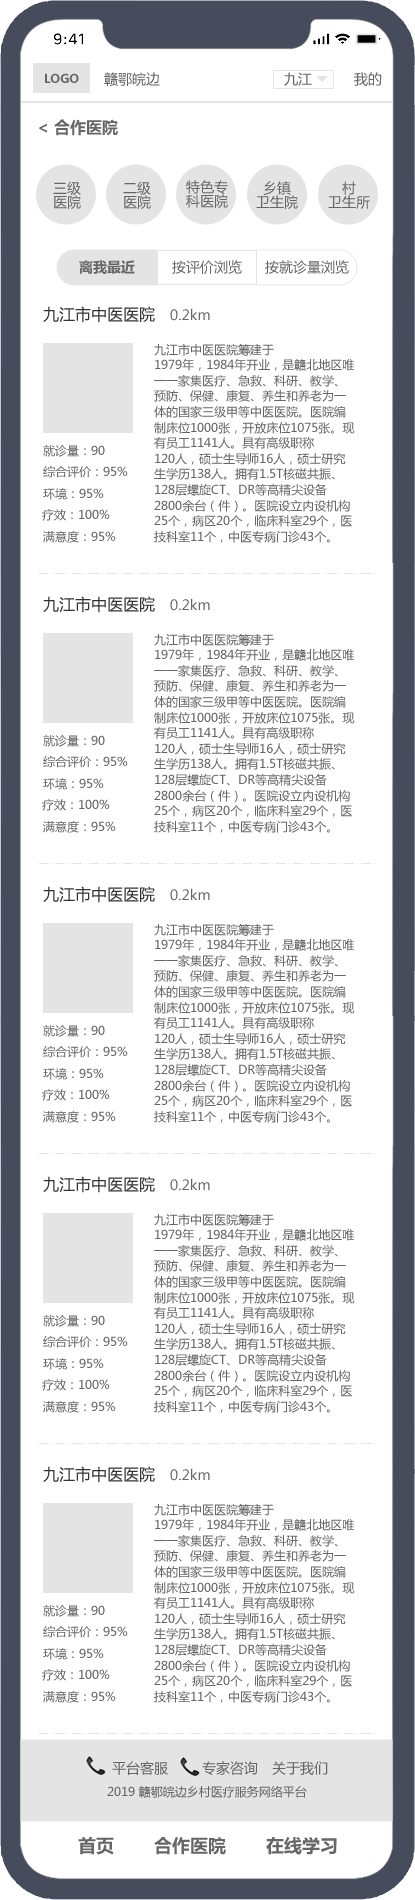 9:41
LOGO 赣鄂皖边 九江 我的
< 合作医院
三级 医院
二级 医院
特色专 科医院
乡镇 卫生院
村 卫生所
离我最近 按评价浏览 按就诊量浏览
九江市中医医院 0.2km
就诊量：90
综合评价：95%
环境：95%
疗效：100%
满意度：95%
九江市中医医院筹建于
1979年，1984年开业，是赣北地区唯
一一家集医疗、急救、科研、教学、
预防、保健、康复、养生和养老为一
体的国家三级甲等中医医院。医院编
制床位1000张，开放床位1075张。现
有员工1141人。具有高级职称
120人，硕士生导师16人，硕士研究
生学历138人。拥有1.5T核磁共振、
128层螺旋CT、DR等高精尖设备
2800余台（件）。医院设立内设机构
25个，病区20个，临床科室29个，医
技科室11个，中医专病门诊43个。
九江市中医医院 0.2km
就诊量：90
综合评价：95%
环境：95%
疗效：100%
满意度：95%
九江市中医医院筹建于
1979年，1984年开业，是赣北地区唯
一一家集医疗、急救、科研、教学、
预防、保健、康复、养生和养老为一
体的国家三级甲等中医医院。医院编
制床位1000张，开放床位1075张。现
有员工1141人。具有高级职称
120人，硕士生导师16人，硕士研究
生学历138人。拥有1.5T核磁共振、
128层螺旋CT、DR等高精尖设备
2800余台（件）。医院设立内设机构
25个，病区20个，临床科室29个，医
技科室11个，中医专病门诊43个。
九江市中医医院 0.2km
就诊量：90
综合评价：95%
环境：95%
疗效：100%
满意度：95%
九江市中医医院筹建于
1979年，1984年开业，是赣北地区唯
一一家集医疗、急救、科研、教学、
预防、保健、康复、养生和养老为一
体的国家三级甲等中医医院。医院编
制床位1000张，开放床位1075张。现
有员工1141人。具有高级职称
120人，硕士生导师16人，硕士研究
生学历138人。拥有1.5T核磁共振、
128层螺旋CT、DR等高精尖设备
2800余台（件）。医院设立内设机构
25个，病区20个，临床科室29个，医
技科室11个，中医专病门诊43个。
九江市中医医院 0.2km
就诊量：90
综合评价：95%
环境：95%
疗效：100%
满意度：95%
九江市中医医院筹建于
1979年，1984年开业，是赣北地区唯
一一家集医疗、急救、科研、教学、
预防、保健、康复、养生和养老为一
体的国家三级甲等中医医院。医院编
制床位1000张，开放床位1075张。现
有员工1141人。具有高级职称
120人，硕士生导师16人，硕士研究
生学历138人。拥有1.5T核磁共振、
128层螺旋CT、DR等高精尖设备
2800余台（件）。医院设立内设机构
25个，病区20个，临床科室29个，医
技科室11个，中医专病门诊43个。
九江市中医医院 0.2km
就诊量：90
综合评价：95%
环境：95%
疗效：100%
满意度：95%
九江市中医医院筹建于
1979年，1984年开业，是赣北地区唯
一一家集医疗、急救、科研、教学、
预防、保健、康复、养生和养老为一
体的国家三级甲等中医医院。医院编
制床位1000张，开放床位1075张。现
有员工1141人。具有高级职称
120人，硕士生导师16人，硕士研究
生学历138人。拥有1.5T核磁共振、
128层螺旋CT、DR等高精尖设备
2800余台（件）。医院设立内设机构
25个，病区20个，临床科室29个，医
技科室11个，中医专病门诊43个。
平台客服 专家咨询 关于我们
2019 赣鄂皖边乡村医疗服务网络平台
首页 合作医院 在线学习